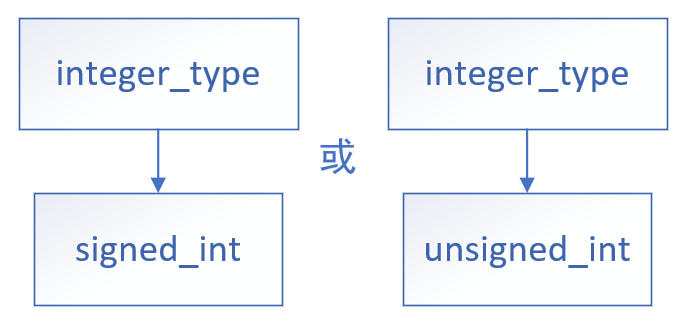 integer_type
integer_type
或
signed_int
unsigned_int